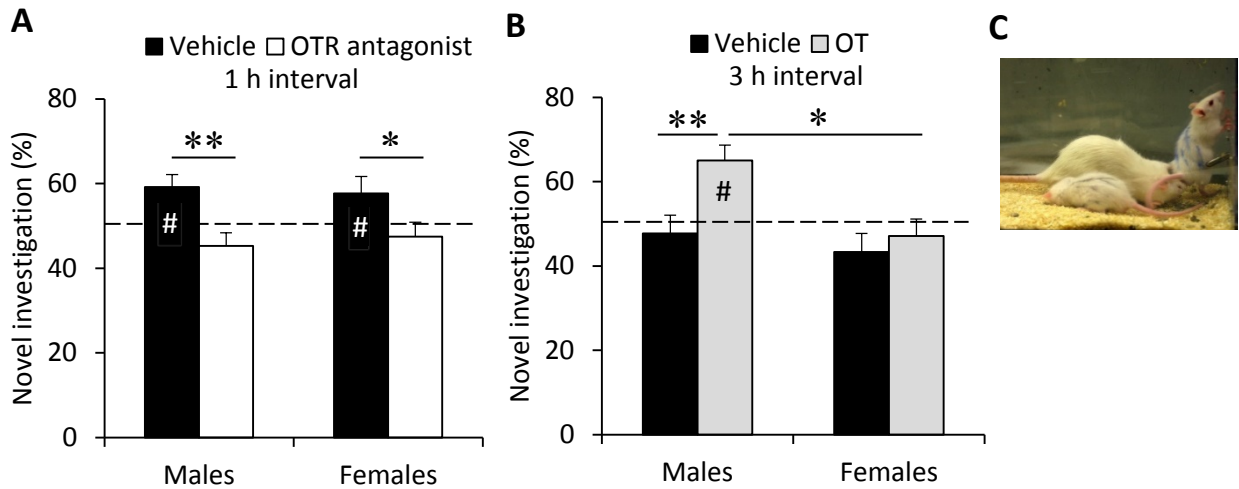 A
Vehicle OTR antagonist
1 h interval
Novel investigation (%)
80
60
40
20
0
**
*
#
#
Males Females
B
Vehicle OT
3 h interval
Novel investigation (%)
80
60
40
20
0
**
*
#
Males Females
C